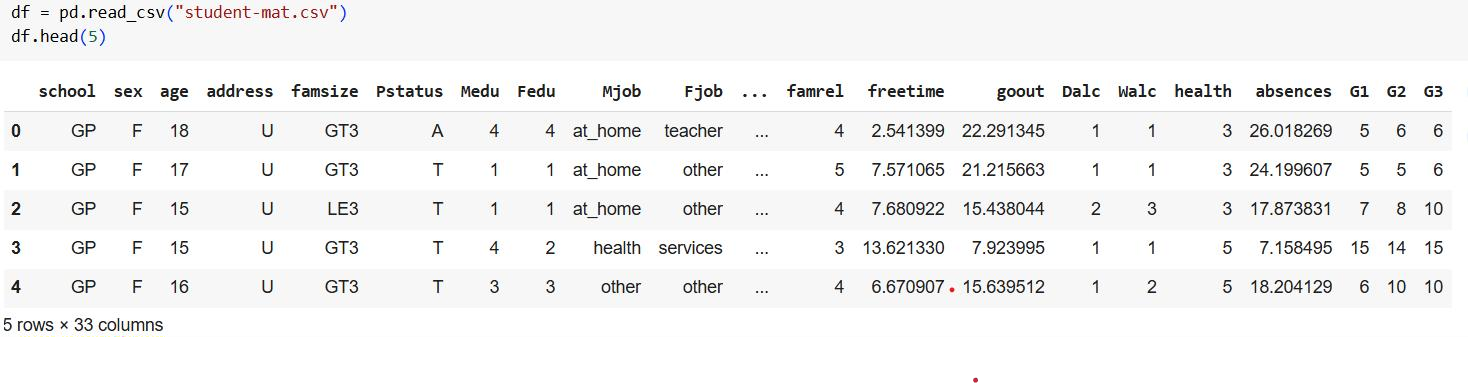 df = pd.read_csv("student-mat.csv")
df.head(5)
school sex age address famsize Pstatus Medu Fedu Mjob Fjob ... famrel freetime goout Dalc Walc health absences G1 G2 G3
0 GP F 18 U GT3 A 4 4 at_home teacher ... 4 2.541399 22.291345 1 1 3 26.018269 5 6 6
1 GP F 17 U GT3 T 1 1 at_home other ... 5 7.571065 21.215663 1 1 3 24.199607 5 5 6
2 GP F 15 U LE3 T 1 1 at_home other ... 4 7.680922 15.438044 2 3 3 17.873831 7 8 10
3 GP F 15 U GT3 T 4 2 health services ... 3 13.621330 7.923995 1 1 5 7.158495 15 14 15
4 GP F 16 U GT3 T 3 3 other other ... 4 6.670907 15.639512 1 2 5 18.204129 6 10 10
5 rows × 33 columns